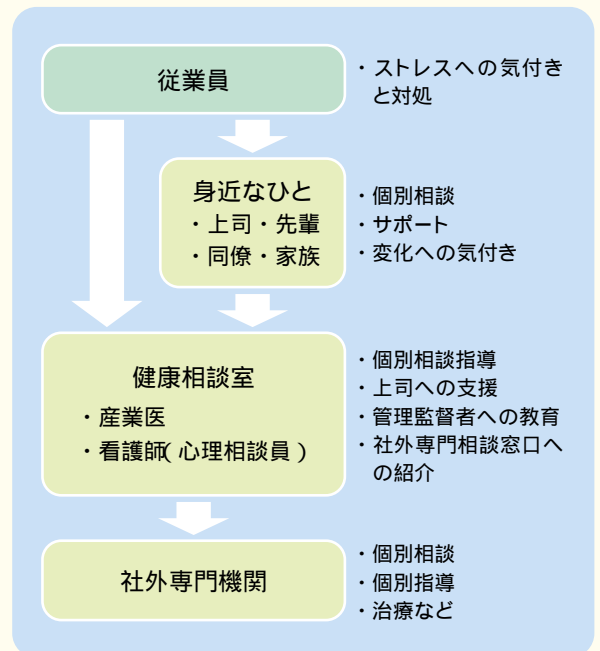 従業員
・ストレスへの気付き
と対処
身近なひと
・上司・先輩
・同僚・家族
・個別相談
・サポート
・変化への気付き
健康相談室
・産業医
・看護師(心理相談員)
・個別相談指導
・上司への支援
・管理監督者への教育
・社外専門相談窓口へ
の紹介
社外専門機関
・個別相談
・個別指導
・治療など